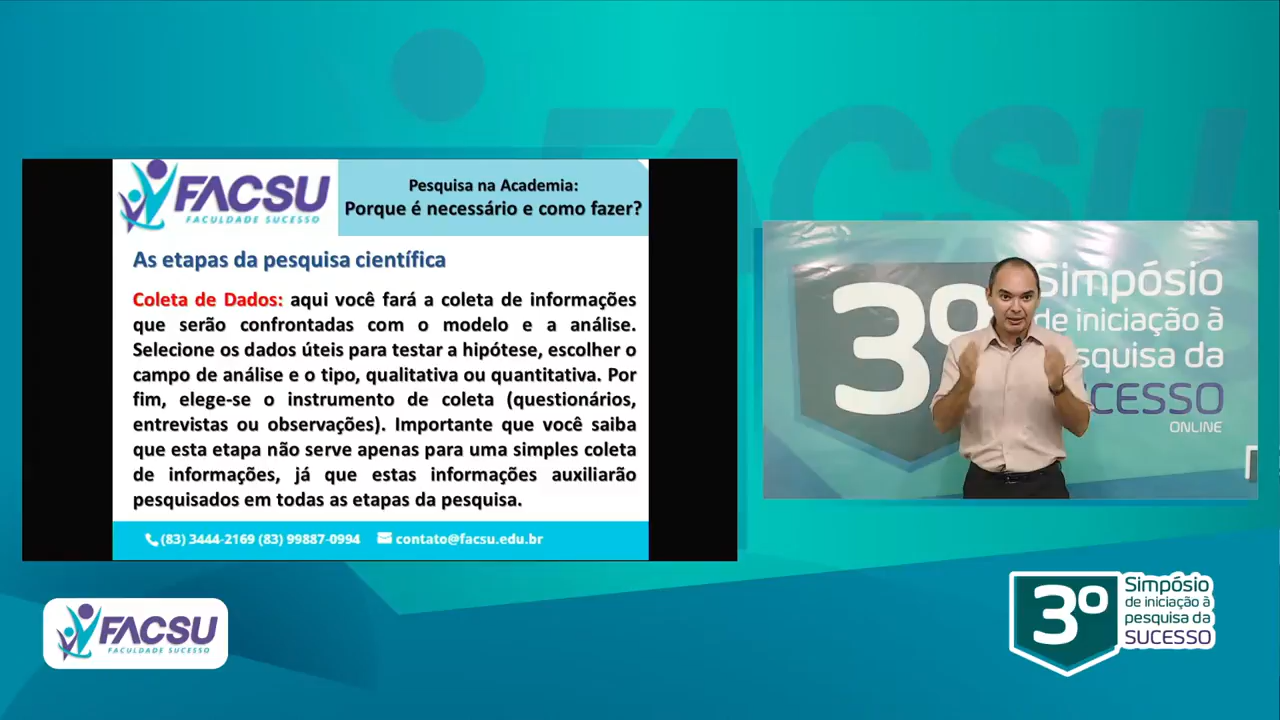 FACSU
FACSU
FACULDADE SUCESSO
Pesquisa na Academia:
Porque é necessário e como fazer?
As etapas da pesquisa científica
Coleta de Dados: aqui você fará a coleta de informações
que serão confrontadas com o modelo e a análise.
Selecione os dados úteis para testar a hipótese, escolher o
campo de análise e o tipo, qualitativa ou quantitativa. Por
fim, elege-se o instrumento de coleta (questionários,
entrevistas ou observações). Importante que você saiba
que esta etapa não serve apenas para uma simples coleta
de informações, já que estas informações auxiliarão
pesquisados em todas as etapas da pesquisa.
(83) 3444-2169 (83) 99887-0994 contato@facsu.edu.br
3º
Simpósio
de iniciação à
squisa da
CESSO
ONLINE
FACSU
FACULDADE SUCESSO
3º
Simpósio
de iniciação à
pesquisa da
SUCESSO